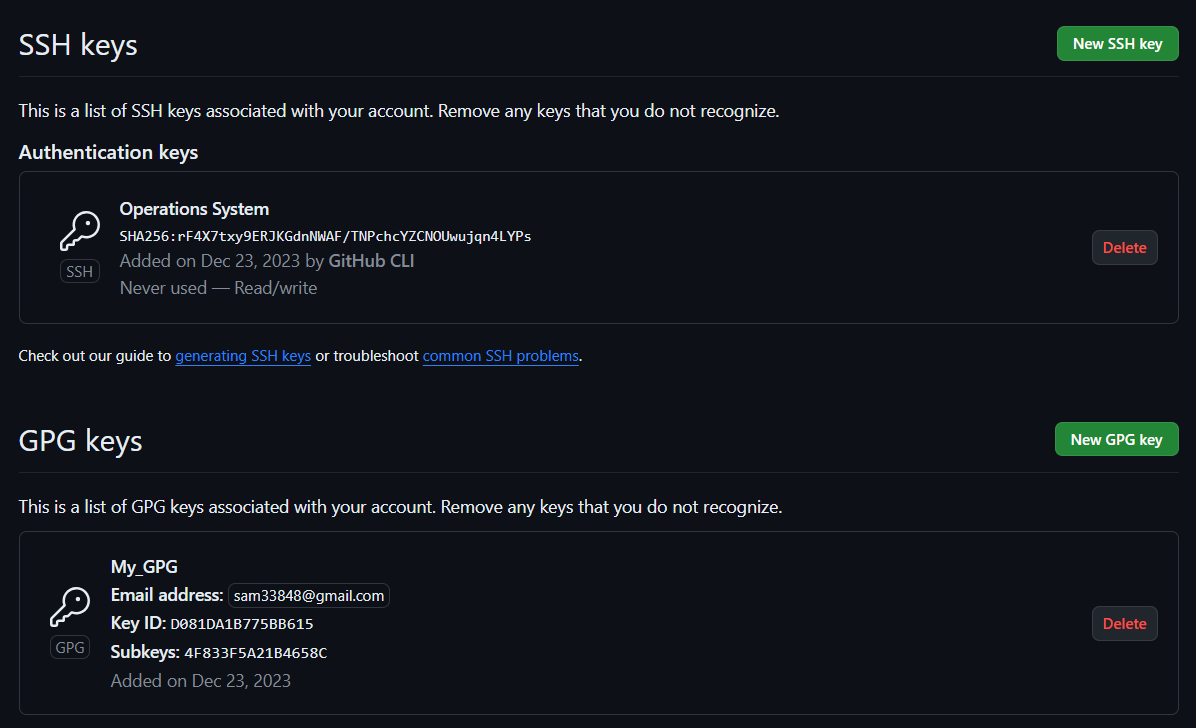 SSH keys
New SSH key
This is a list of SSH keys associated with your account. Remove any keys that you do not recognize.
Authentication keys
Operations System
SHA256:rF4X7txy9ERJKGdnNWAF/TNPchcYZCNOUwujqn4LYPs
Added on Dec 23, 2023 by GitHub CLI
Never used — Read/write
SSH
Delete
Check out our guide to generating SSH keys or troubleshoot common SSH problems.
GPG keys
New GPG key
This is a list of GPG keys associated with your account. Remove any keys that you do not recognize.
My_GPG
Email address: sam33848@gmail.com
Key ID: D081DA1B775BB615
Subkeys: 4F833F5A21B4658C
Added on Dec 23, 2023
GPG
Delete